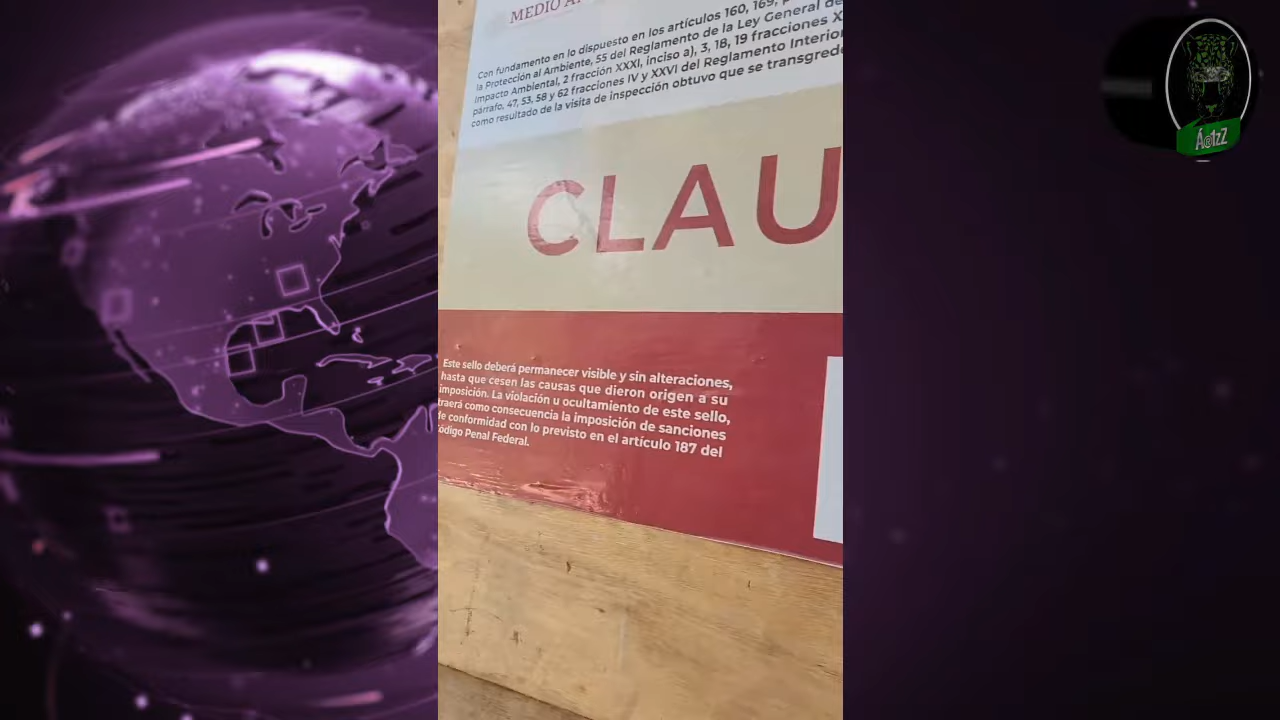 MEDIO
Con fundamento en lo dispuesto en los artículos 160, 169,
la Protección al Ambiente, 55 del Reglamento de la Ley General de
Impacto Ambiental, 2 fracción XXXI, inciso a), 3, 18, 19 fracciones X
párrafo, 47, 53, 58 y 62 fracciones IV y XXVI del Reglamento Interior
como resultado de la visita de inspección obtuvo que se transgrede
CLAU
Este sello deberá permanecer visible y sin alteraciones,
hasta que cesen las causas que dieron origen a su
imposición. La violación u ocultamiento de este sello,
traerá como consecuencia la imposición de sanciones
de conformidad con lo previsto en el artículo 187 del
ódigo Penal Federal.
Á@1zZ